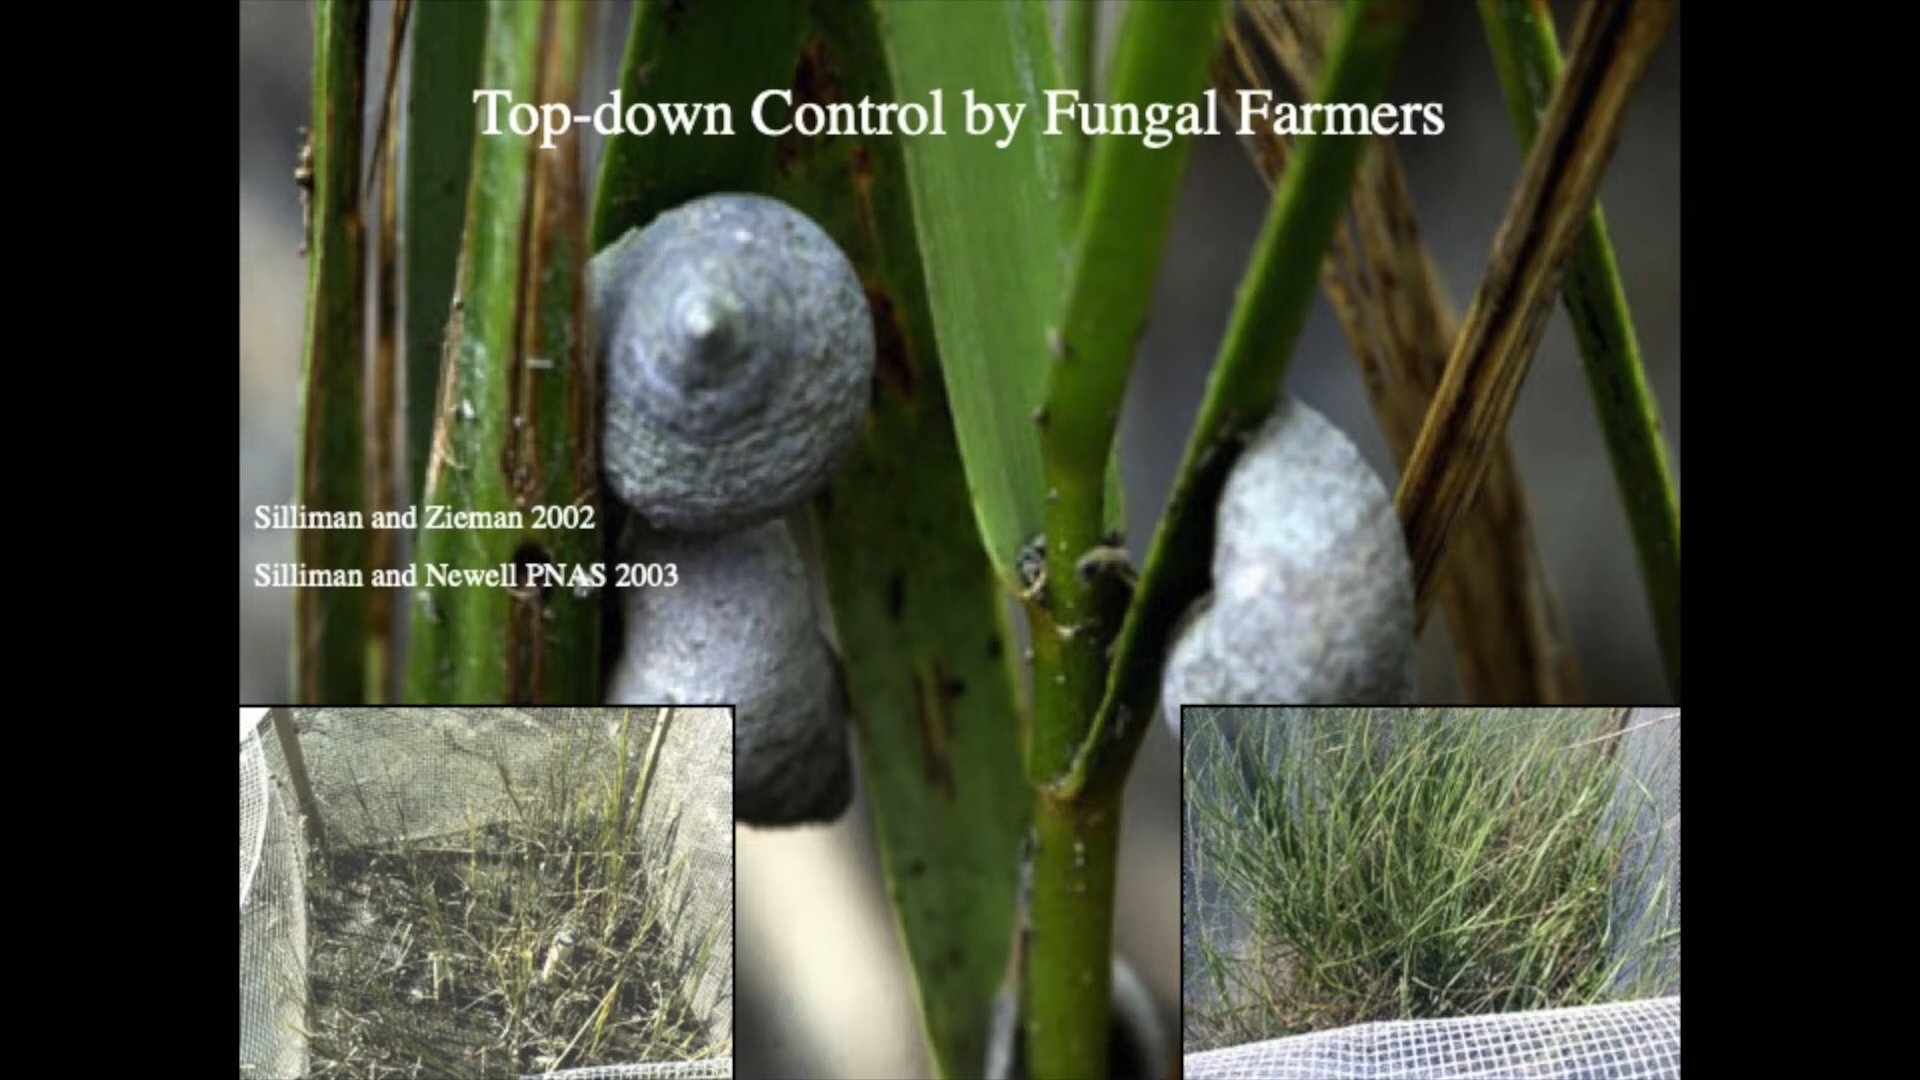 Top-down Control by Fungal Farmers
Silliman and Zieman 2002
Silliman and Newell PNAS 2003